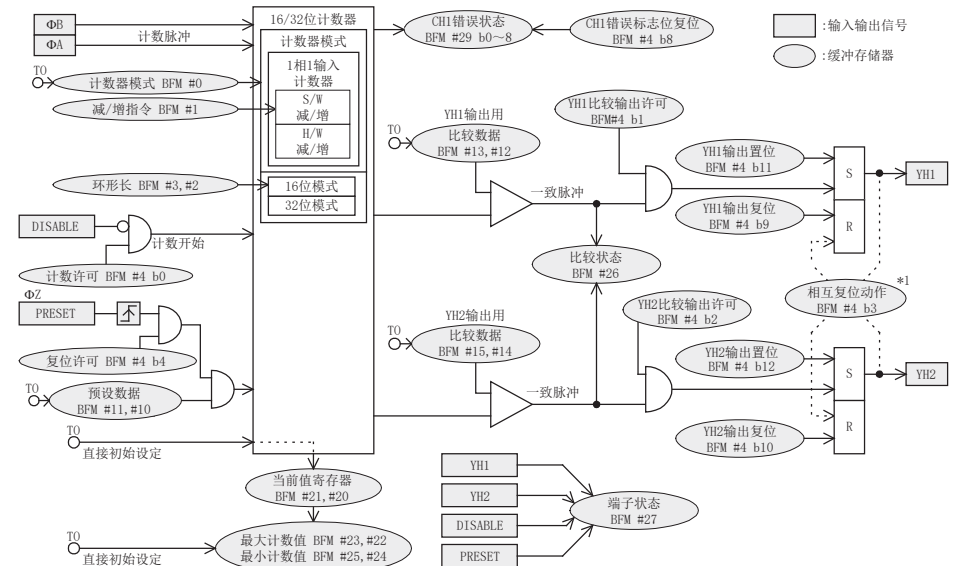 ΦB
ΦA
计数脉冲
16/32位计数器
计数器模式
1相1输入
计数器
S/W
减/增
H/W
减/增
16位模式
32位模式
TO
计数器模式 BFM #0
减/增指令 BFM #1
环形长 BFM #3,#2
DISABLE
计数开始
计数许可 BFM #4 b0
ΦZ
PRESET
复位许可 BFM #4 b4
TO
预设数据
BFM #11,#10
TO
直接初始设定
当前值寄存器
BFM #21,#20
TO
直接初始设定
最大计数值 BFM #23,#22
最小计数值 BFM #25,#24
CH1错误状态
BFM #29 b0～8
CH1错误标志位复位
BFM #4 b8
:输入输出信号
:缓冲存储器
YH1输出用
TO
比较数据
BFM #13,#12
YH1比较输出许可
BFM#4 b1
一致脉冲
YH1输出置位
BFM #4 b11
YH1输出复位
BFM #4 b9
S
R
YH1
比较状态
BFM #26
相互复位动作
BFM #4 b3
*1
YH2输出用
TO
比较数据
BFM #15,#14
YH2比较输出许可
BFM #4 b2
一致脉冲
YH2输出置位
BFM #4 b12
YH2输出复位
BFM #4 b10
S
R
YH2
YH1
YH2
DISABLE
PRESET
端子状态
BFM #27